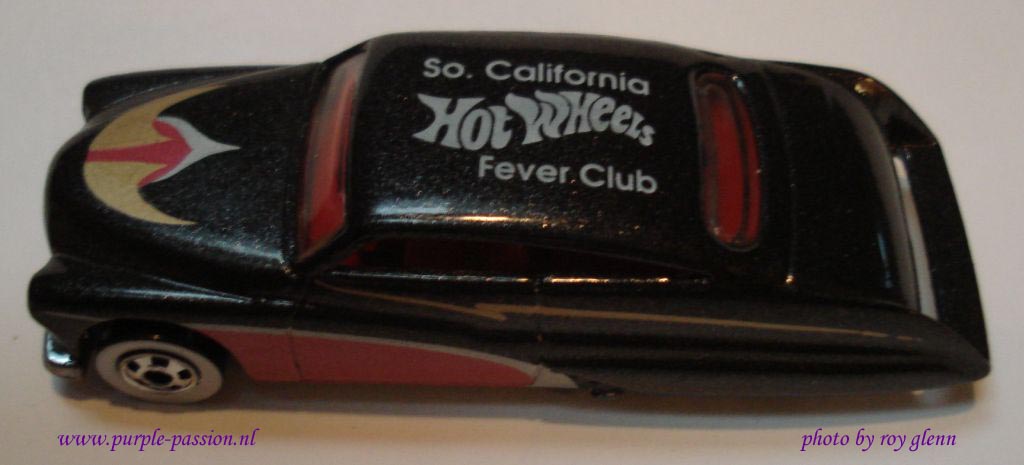 So. California
Hot Wheels
Fever Club
www.purple-passion.nl
photo by roy glenn